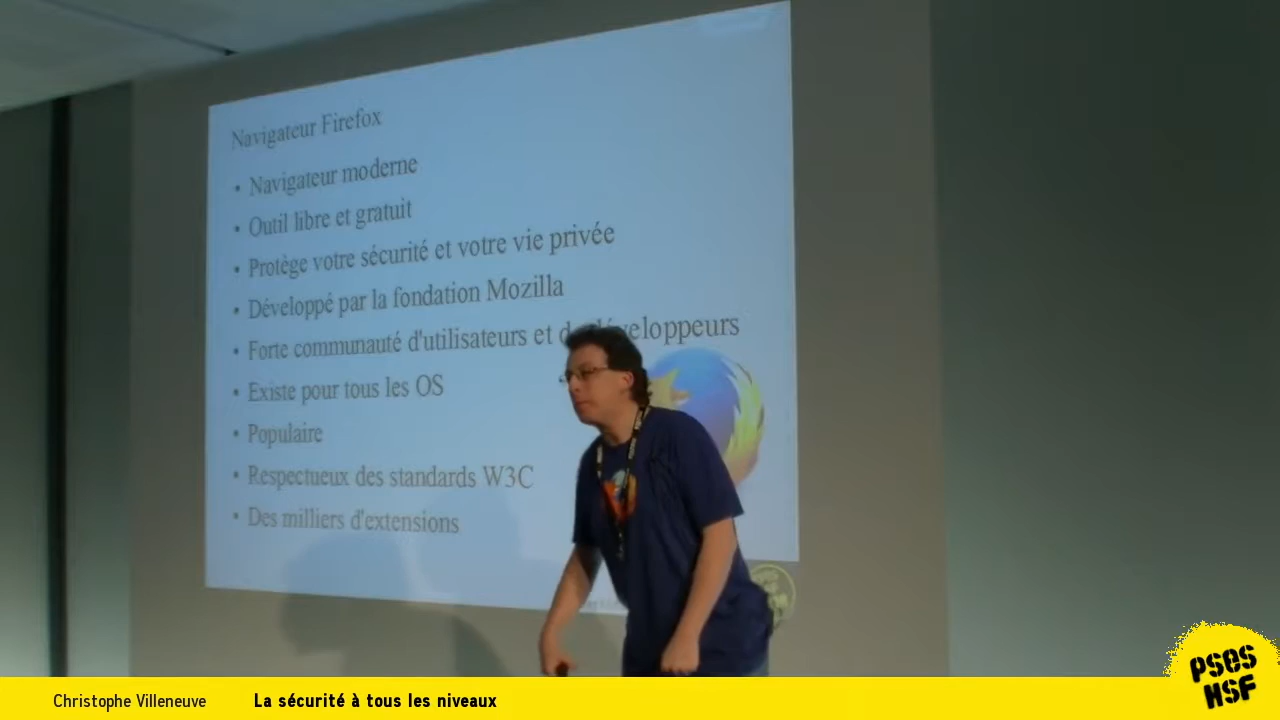 Navigateur Firefox
• Navigateur moderne
• Outil libre et gratuit
• Protège votre sécurité et votre vie privée
• Développé par la fondation Mozilla
• Forte communauté d'utilisateurs et de développeurs
• Existe pour tous les OS
• Populaire
• Respectueux des standards W3C
• Des milliers d'extensions
PSES
HSF
Christophe Villeneuve La sécurité à tous les niveaux